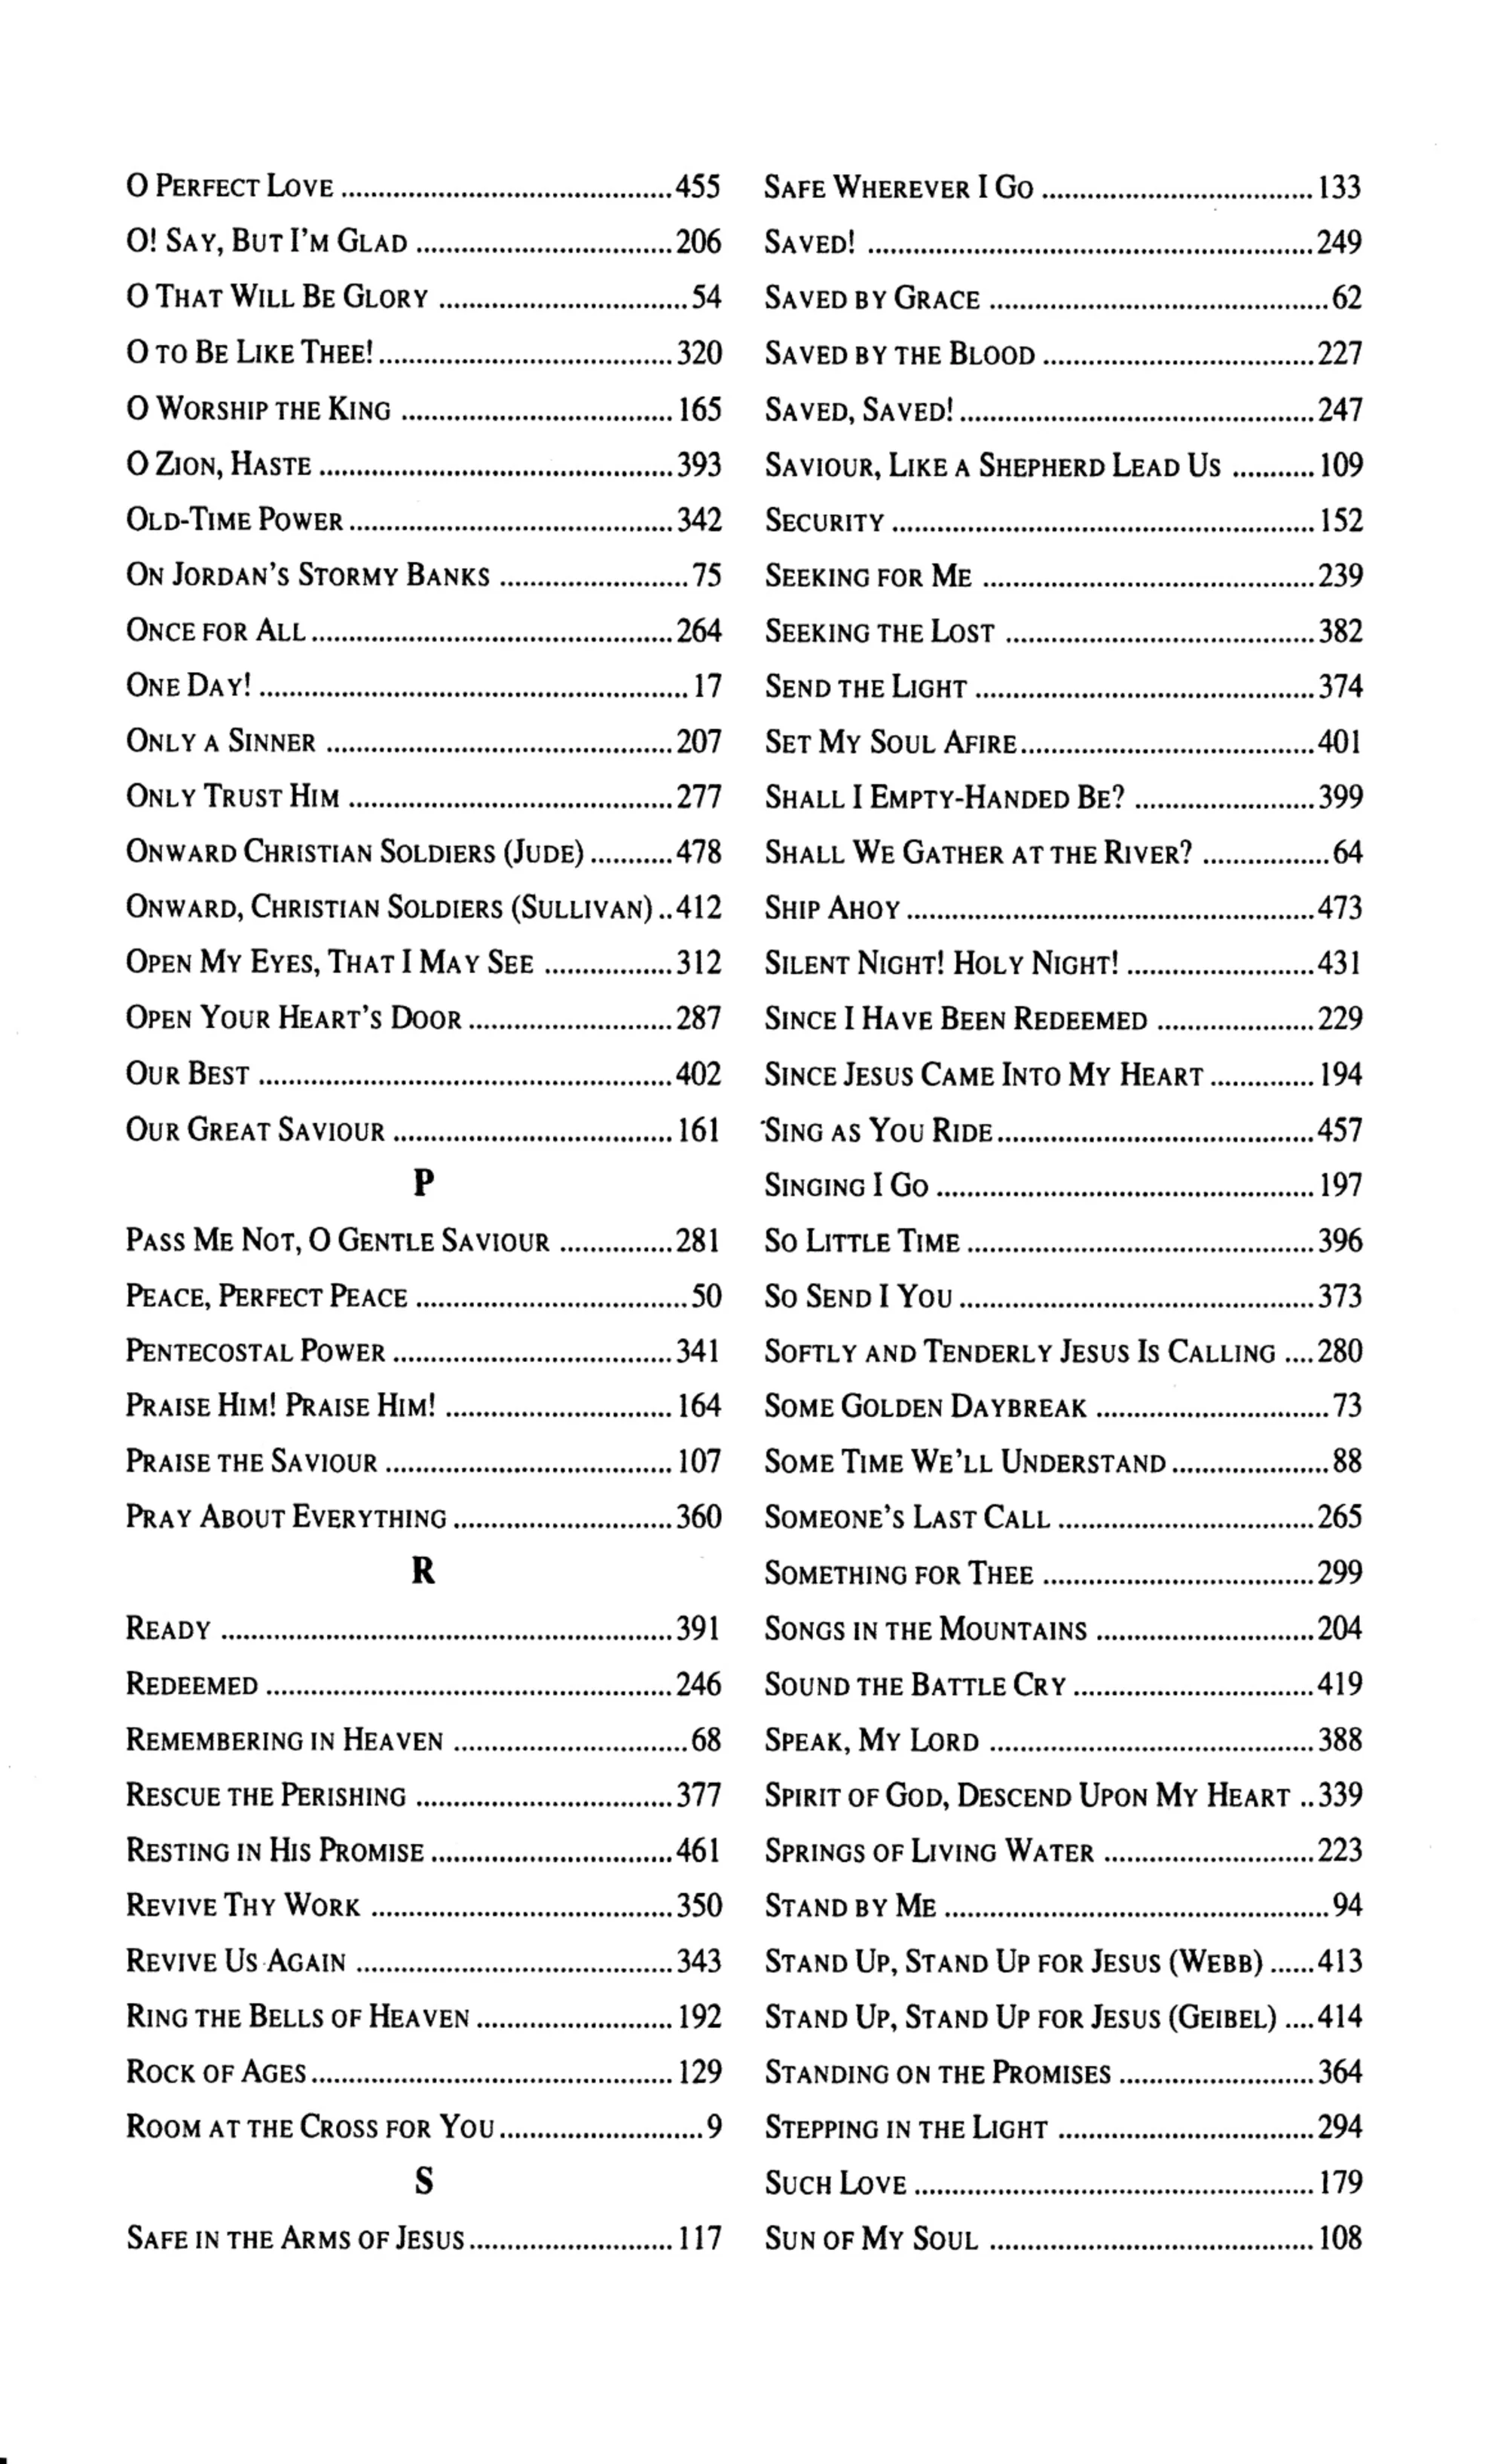 O Perfect Love ............................................455
O! Say, But I'm Glad ..................................206
O That Will Be Glory .................................54
O to Be Like Thee!.......................................320
O Worship the King .................................... 165
O Zion, Haste ...............................................393
Old-Time Power...........................................342
On Jordan's Stormy Banks .........................75
Once for All................................................264
One Day! ......................................................... 17
Only a Sinner ..............................................207
Only Trust Him ...........................................277
Onward Christian Soldiers (Jude)...........478
Onward, Christian Soldiers (Sullivan)..412
Open My Eyes, That I May See .................312
Open Your Heart's Door...........................287
Our Best .......................................................402
Our Great Saviour ..................................... 161
P
Pass Me Not, O Gentle Saviour ...............281
Peace, Perfect Peace ....................................50
Pentecostal Power .....................................341
Praise Him! Praise Him! .............................. 164
Praise the Saviour ...................................... 107
Pray About Everything.............................360
R
Ready ............................................................391
Redeemed ......................................................246
Remembering in Heaven ...............................68
Rescue the Perishing ..................................377
Resting in His Promise................................461
Revive Thy Work ........................................350
Revive Us Again ..........................................343
Ring the Bells of Heaven .......................... 192
Rock of Ages................................................ 129
Room at the Cross for You...........................9
S
Safe in the Arms of Jesus........................... 117
Safe Wherever I Go .................................... 133
Saved! ...........................................................249
Saved by Grace .............................................62
Saved by the Blood ....................................227
Saved, Saved!...............................................247
Saviour, Like a Shepherd Lead Us ........... 109
Security ........................................................ 152
Seeking for Me ............................................239
Seeking the Lost .........................................382
Send the Light .............................................374
Set My Soul Afire.......................................401
Shall I Empty-Handed Be? ........................399
Shall We Gather at the River? .................64
Ship Ahoy......................................................473
Silent Night! Holy Night! .........................431
Since I Have Been Redeemed .....................229
Since Jesus Came Into My Heart.............. 194
Sing as You Ride..........................................457
Singing I Go .................................................. 197
So Little Time ..............................................396
So Send I You ...............................................373
Softly and Tenderly Jesus Is Calling ....280
Some Golden Daybreak ...............................73
Some Time We'll Understand.....................88
Someone's Last Call ..................................265
Something for Thee ....................................299
Songs in the Mountains .............................204
Sound the Battle Cry................................419
Speak, My Lord ...........................................388
Spirit of God, Descend Upon My Heart ..339
Springs of Living Water ............................223
Stand by Me ...................................................94
Stand Up, Stand Up for Jesus (Webb) ......413
Stand Up, Stand Up for Jesus (Geibel) ....414
Standing on the Promises ..........................364
Stepping in the Light ..................................294
Such Love ..................................................... 179
Sun of My Soul ........................................... 108